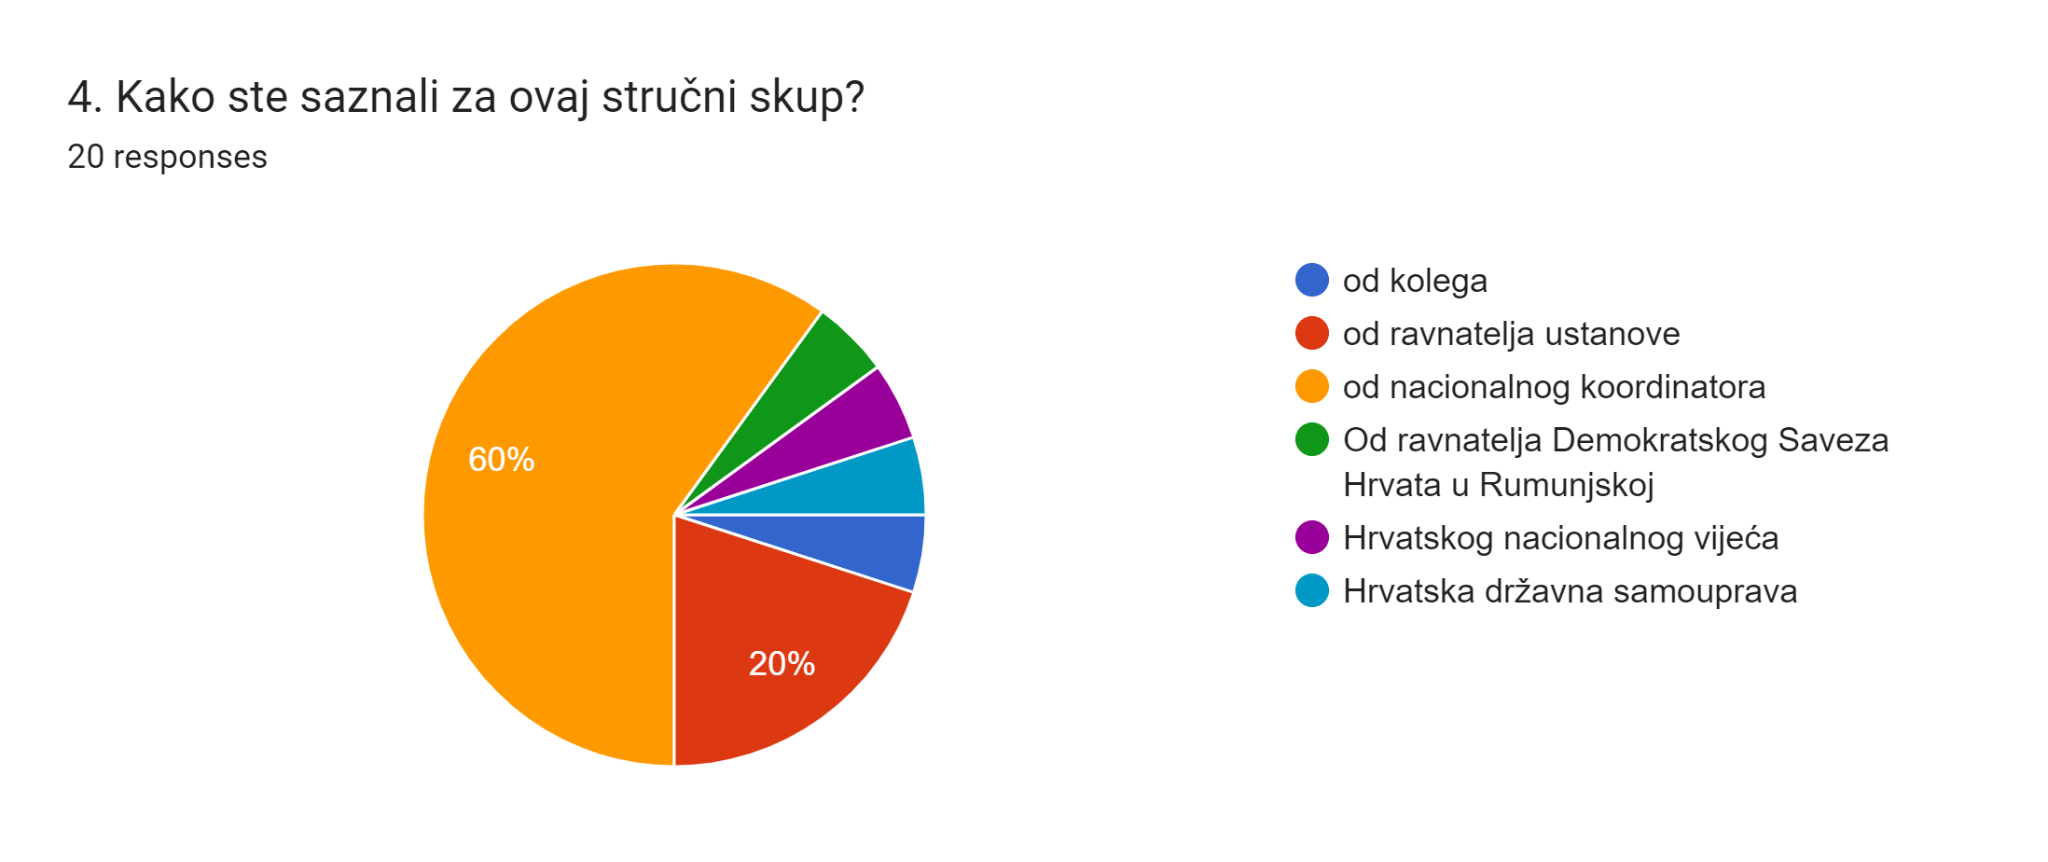 4. Kako ste saznali za ovaj stručni skup?
20 responses
60%
20%
od kolega
od ravnatelja ustanove
od nacionalnog koordinatora
Od ravnatelja Demokratskog Saveza
Hrvata u Rumunjskoj
Hrvatskog nacionalnog vijeća
Hrvatska državna samouprava